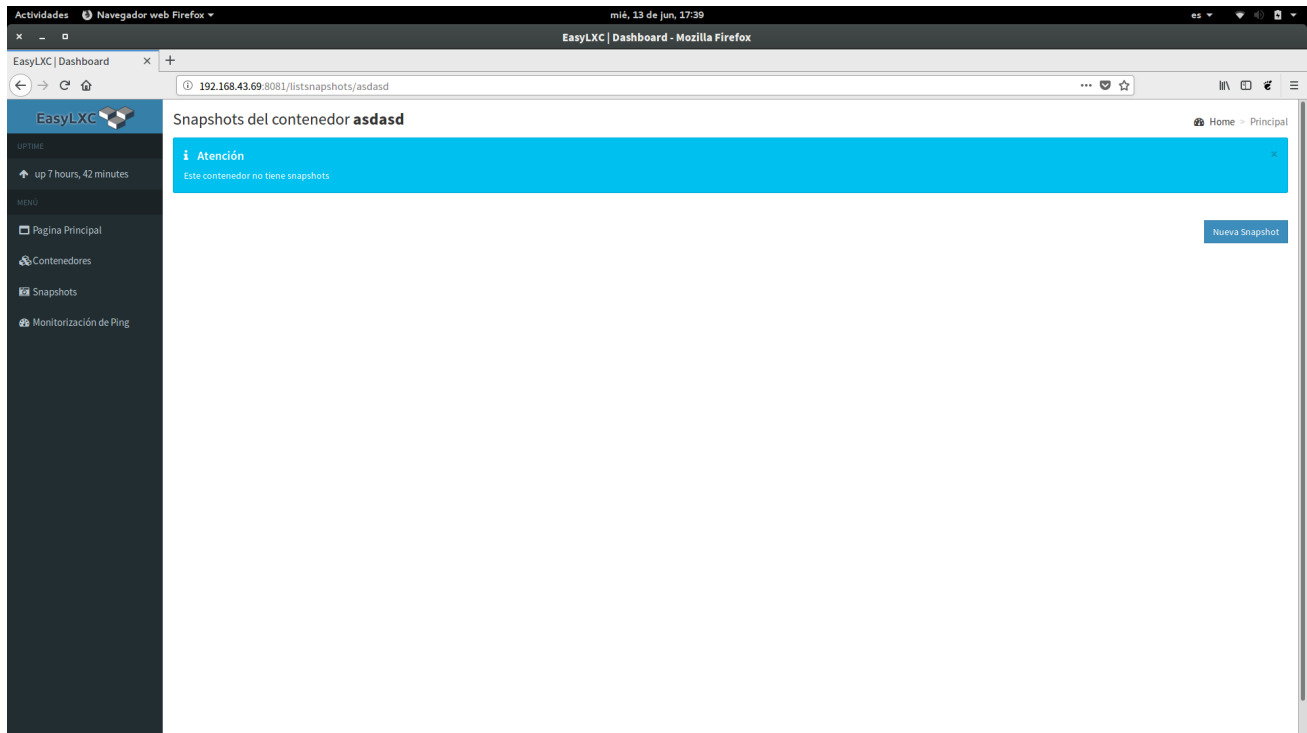 Actividades Navegador web Firefox mié, 13 de jun, 17:39 es
EasyLXC | Dashboard - Mozilla Firefox
EasyLXC | Dashboard
192.168.43.69:8081/listsnapshots/asdasd
EasyLXC
Snapshots del contenedor asdasd
Home > Principal
UPTIME
up 7 hours, 42 minutes
MENÚ
Pagina Principal
Contenedores
Snapshots
Monitorización de Ping
Atención
Este contenedor no tiene snapshots
Nueva Snapshot